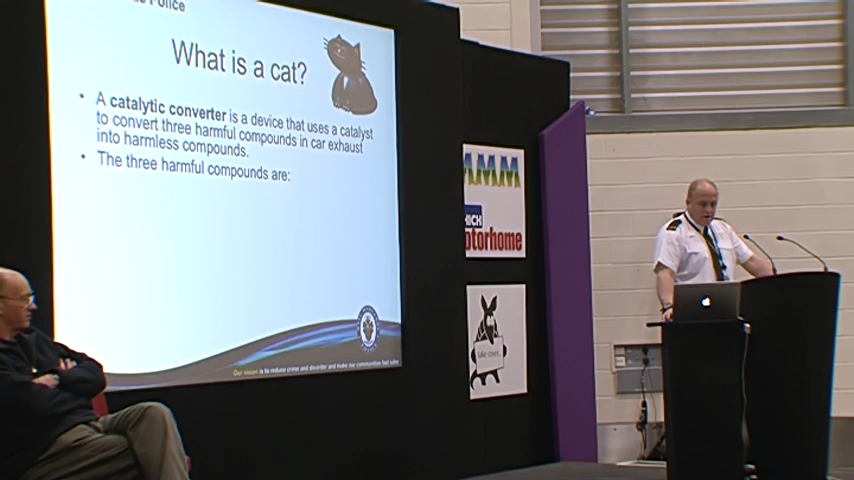 Police
What is a cat?
• A catalytic converter is a device that uses a catalyst
to convert three harmful compounds in car exhaust
into harmless compounds.
• The three harmful compounds are:
Our vision is to reduce crime and disorder and make our communities feel safer
MMM
HICH
otorhome
take cover..